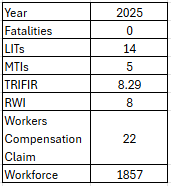 Year 2025
Fatalities 0
LITs 14
MTIs 5
TRIFIR 8.29
RWI 8
Workers
Compensation 22
Claim
Workforce 1857